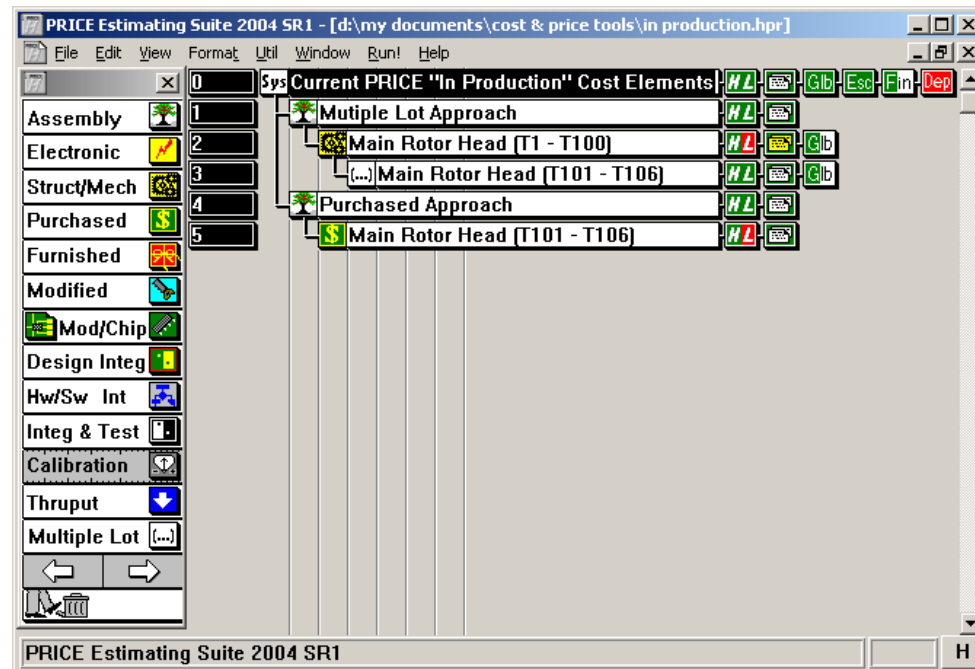 PRICE Estimating Suite 2004 SR1 - [d:\my documents\cost & price tools\in production.hpr]
File Edit View Format Util Window Run! Help
0 Sys Current PRICE "In Production" Cost Elements HL Glb Esc Fin Dep
Assembly
1 Mutiple Lot Approach HL
Electronic
2 Main Rotor Head (T1 - T100) HL Glb
Struct/Mech
3 (...) Main Rotor Head (T101 - T106) HL Glb
Purchased $
4 Purchased Approach HL
Furnished
5 $ Main Rotor Head (T101 - T106) HL
Modified
Mod/Chip
Design Integ
Hw/Sw Int
Integ & Test
Calibration
Thruput
Multiple Lot (...)
PRICE Estimating Suite 2004 SR1 H